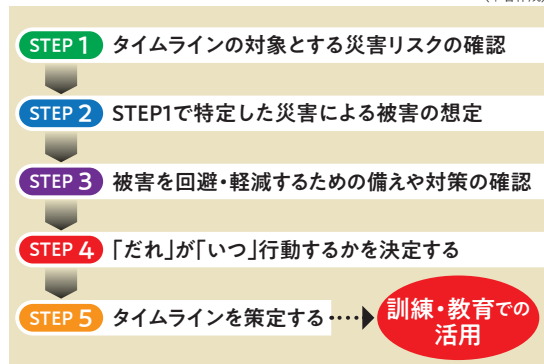 STEP 1 タイムラインの対象とする災害リスクの確認
STEP 2 STEP1で特定した災害による被害の想定
STEP 3 被害を回避・軽減するための備えや対策の確認
STEP 4 「だれ」が「いつ」行動するかを決定する
STEP 5 タイムラインを策定する
訓練・教育での
活用